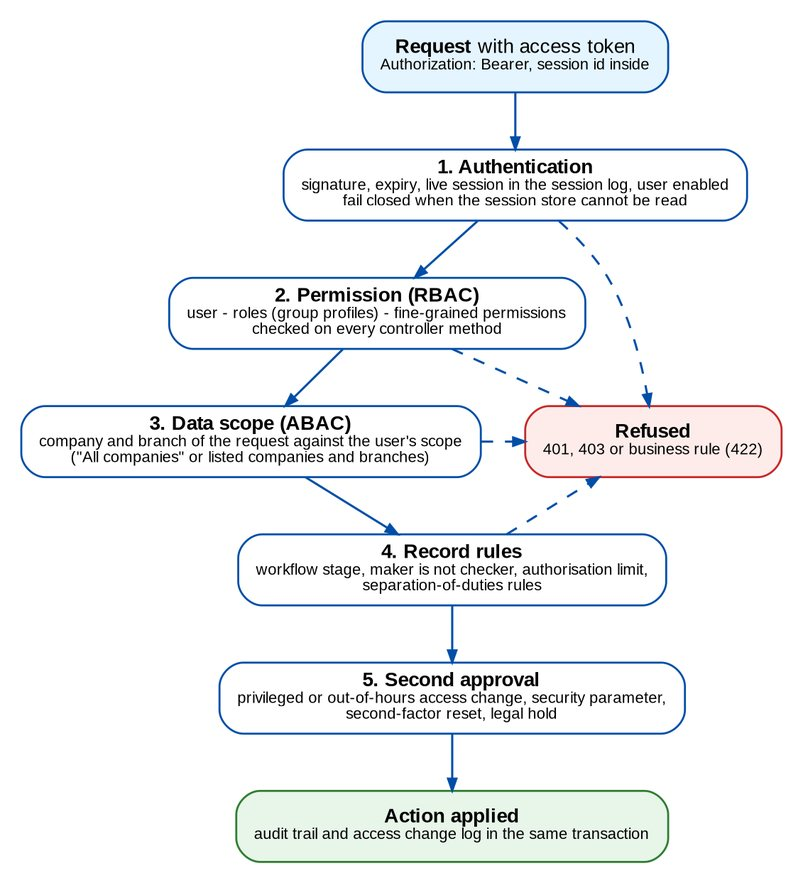 Request with access token
Authorization: Bearer, session id inside
1. Authentication
signature, expiry, live session in the session log, user enabled
fail closed when the session store cannot be read
2. Permission (RBAC)
user - roles (group profiles) - fine-grained permissions
checked on every controller method
3. Data scope (ABAC)
company and branch of the request against the user's scope
("All companies" or listed companies and branches)
Refused
401, 403 or business rule (422)
4. Record rules
workflow stage, maker is not checker, authorisation limit,
separation-of-duties rules
5. Second approval
privileged or out-of-hours access change, security parameter,
second-factor reset, legal hold
Action applied
audit trail and access change log in the same transaction